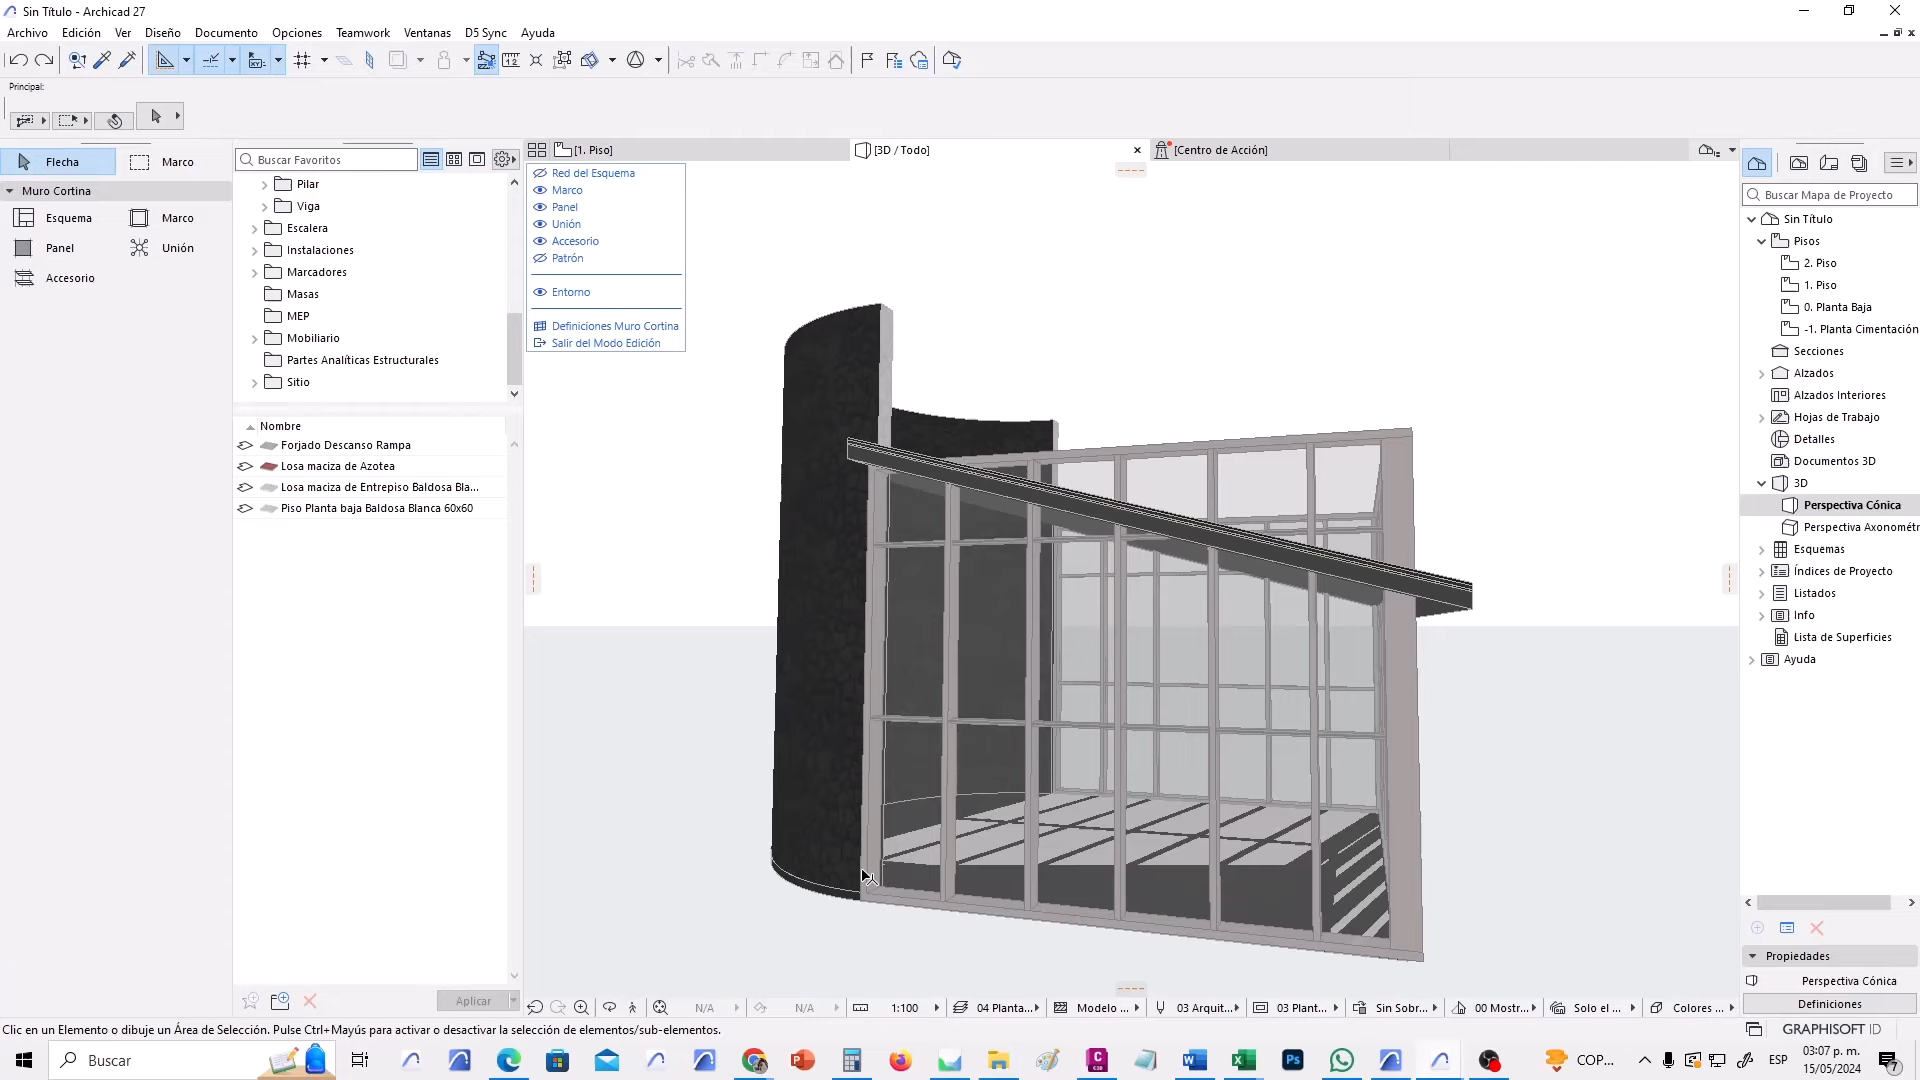 Sin Título - Archicad 27
Archivo Edición Ver Diseño Documento Opciones Teamwork Ventanas D5 Sync Ayuda
Principal:
Flecha Marco
Muro Cortina
Esquema Marco
Panel Unión
Accesorio
Buscar Favoritos
Pilar
Viga
Escalera
Instalaciones
Marcadores
Masas
MEP
Mobiliario
Partes Analíticas Estructurales
Sitio
Nombre
Forjado Descanso Rampa
Losa maciza de Azotea
Losa maciza de Entrepiso Baldosa Bla...
Piso Planta baja Baldosa Blanca 60x60
Aplicar
[1. Piso]
[3D / Todo]
[Centro de Acción]
Red del Esquema
Marco
Panel
Unión
Accesorio
Patrón
Entorno
Definiciones Muro Cortina
Salir del Modo Edición
Buscar Mapa de Proyecto
Sin Título
Pisos
2. Piso
1. Piso
0. Planta Baja
-1. Planta Cimentación
Secciones
Alzados
Alzados Interiores
Hojas de Trabajo
Detalles
Documentos 3D
3D
Perspectiva Cónica
Perspectiva Axonométr
Esquemas
Índices de Proyecto
Listados
Info
Lista de Superficies
Ayuda
Propiedades
Perspectiva Cónica
Definiciones
N/A N/A 1:100 04 Planta... Modelo ... 03 Arquit... 03 Plant... Sin Sobr... 00 Mostr... Solo el ... Colores ...
Clic en un Elemento o dibuje un Área de Selección. Pulse Ctrl+Mayús para activar o desactivar la selección de elementos/sub-elementos.
GRAPHISOFT ID
Buscar
COP...
ESP
03:07 p. m.
15/05/2024
7